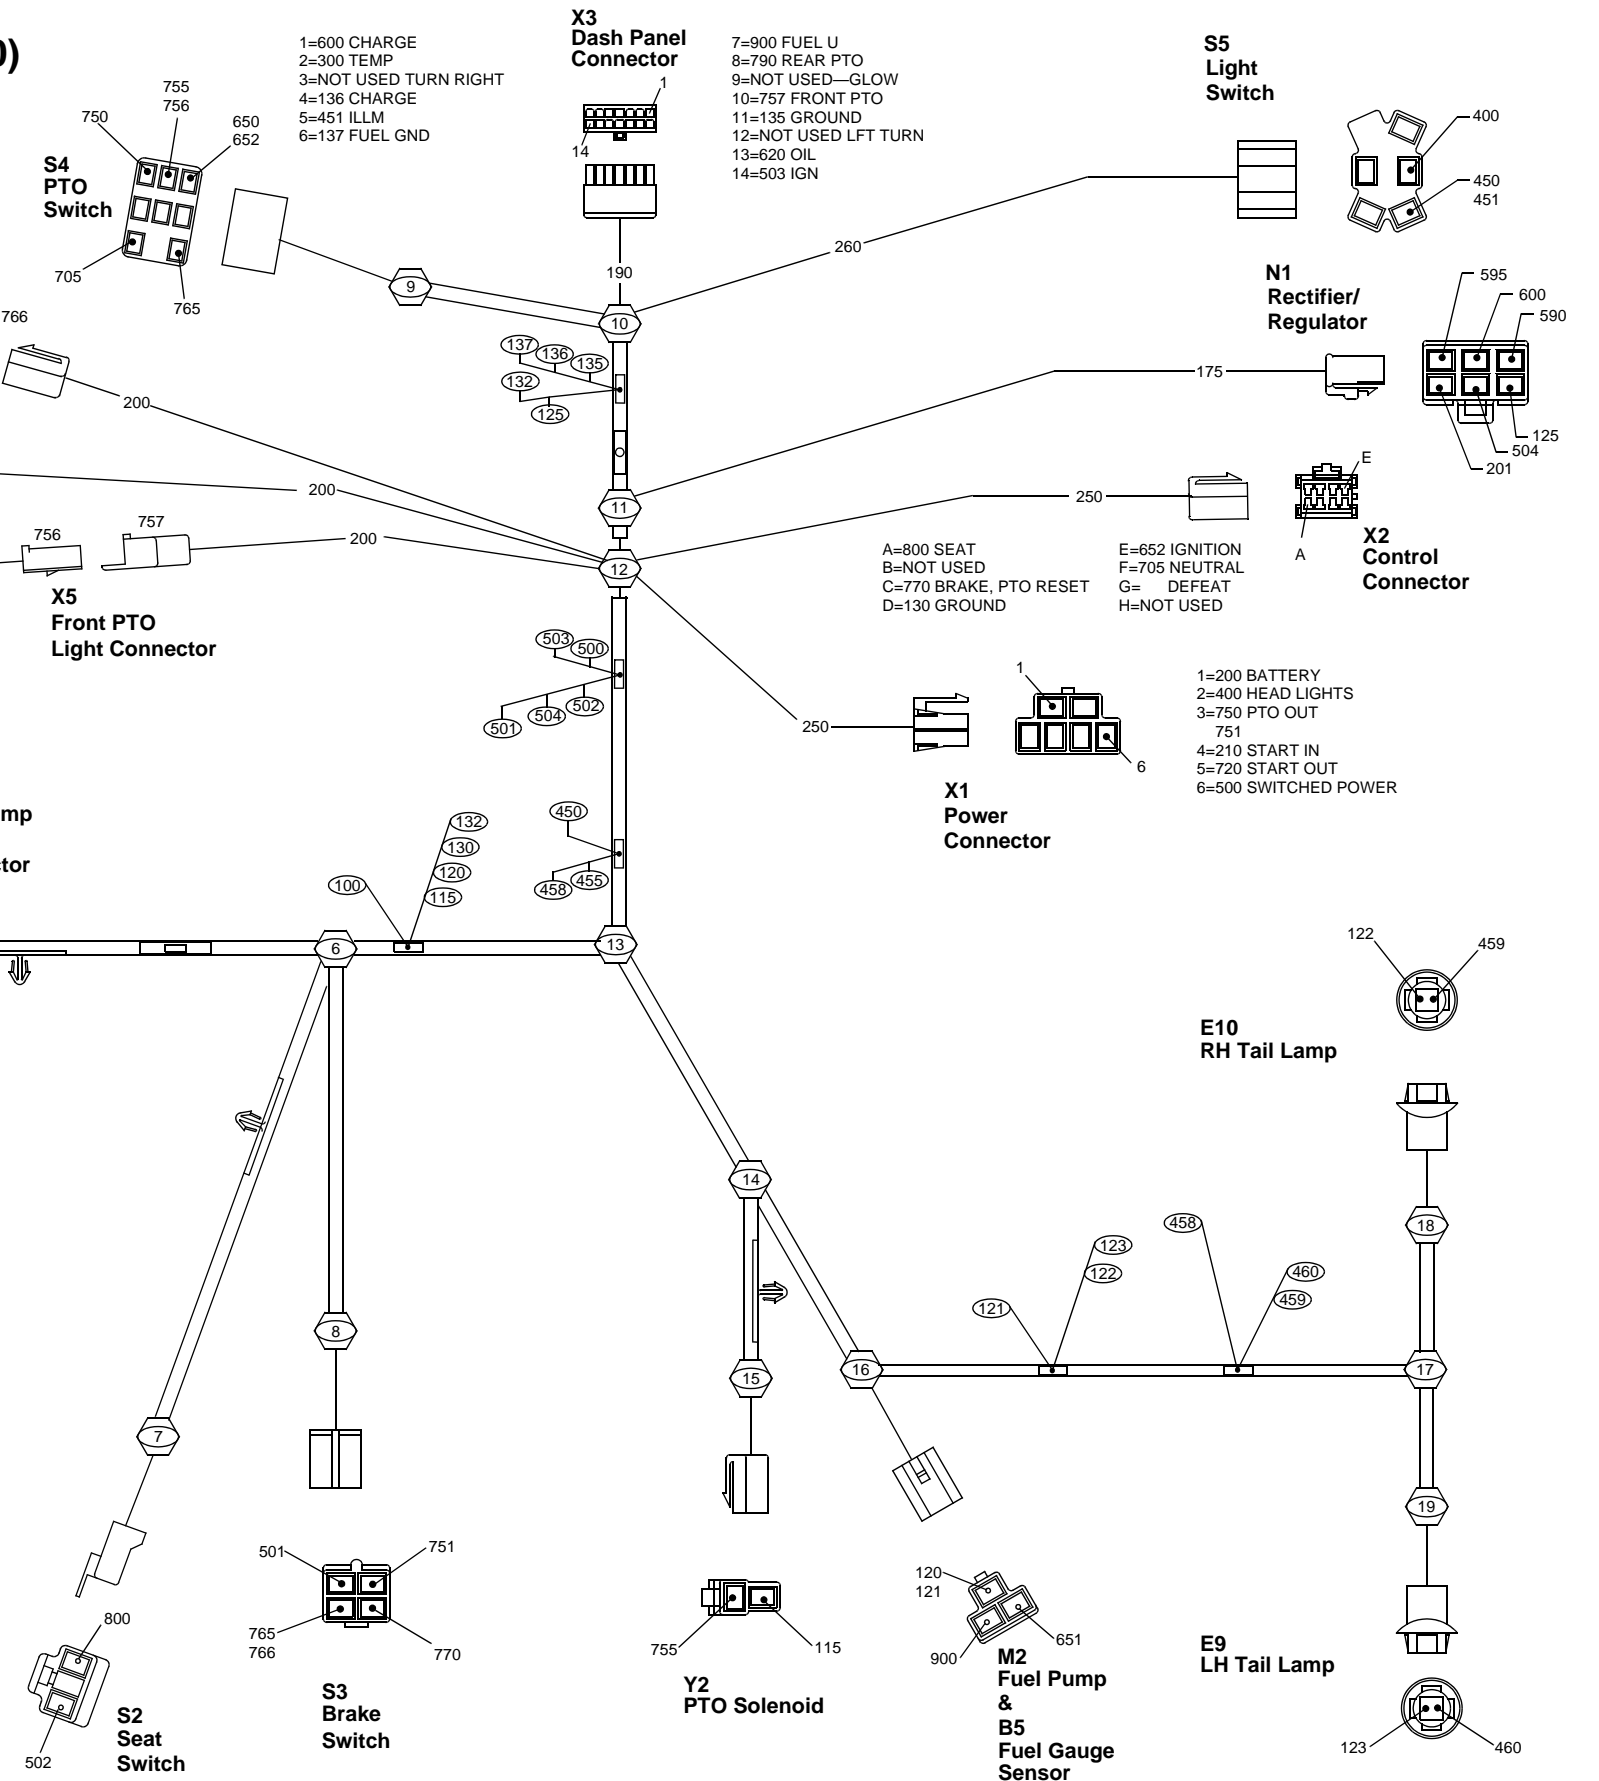 0)
1=600 CHARGE
2=300 TEMP
3=NOT USED TURN RIGHT
4=136 CHARGE
5=451 ILLM
6=137 FUEL GND
X3
Dash Panel
Connector
1
14
7=900 FUEL U
8=790 REAR PTO
9=NOT USED—GLOW
10=757 FRONT PTO
11=135 GROUND
12=NOT USED LFT TURN
13=620 OIL
14=503 IGN
S5
Light
Switch
400
450
451
755
756
750
650
652
S4
PTO
Switch
705
765
9
190
10
260
N1
Rectifier/
Regulator
595
600
590
125
504
201
766
200
137
136
135
132
125
175
200
11
250
E
A
X2
Control
Connector
756
757
200
12
X5
Front PTO
Light Connector
A=800 SEAT
B=NOT USED
C=770 BRAKE, PTO RESET
D=130 GROUND
E=652 IGNITION
F=705 NEUTRAL
G= DEFEAT
H=NOT USED
503
500
501
504
502
250
1
6
X1
Power
Connector
1=200 BATTERY
2=400 HEAD LIGHTS
3=750 PTO OUT
751
4=210 START IN
5=720 START OUT
6=500 SWITCHED POWER
mp
tor
132
130
120
115
100
450
458
455
6
13
122
459
E10
RH Tail Lamp
14
18
458
123
122
121
460
459
8
15
16
17
7
19
501
751
765
766
770
S3
Brake
Switch
800
502
S2
Seat
Switch
755
115
Y2
PTO Solenoid
120
121
900
651
M2
Fuel Pump
&
B5
Fuel Gauge
Sensor
E9
LH Tail Lamp
123
460